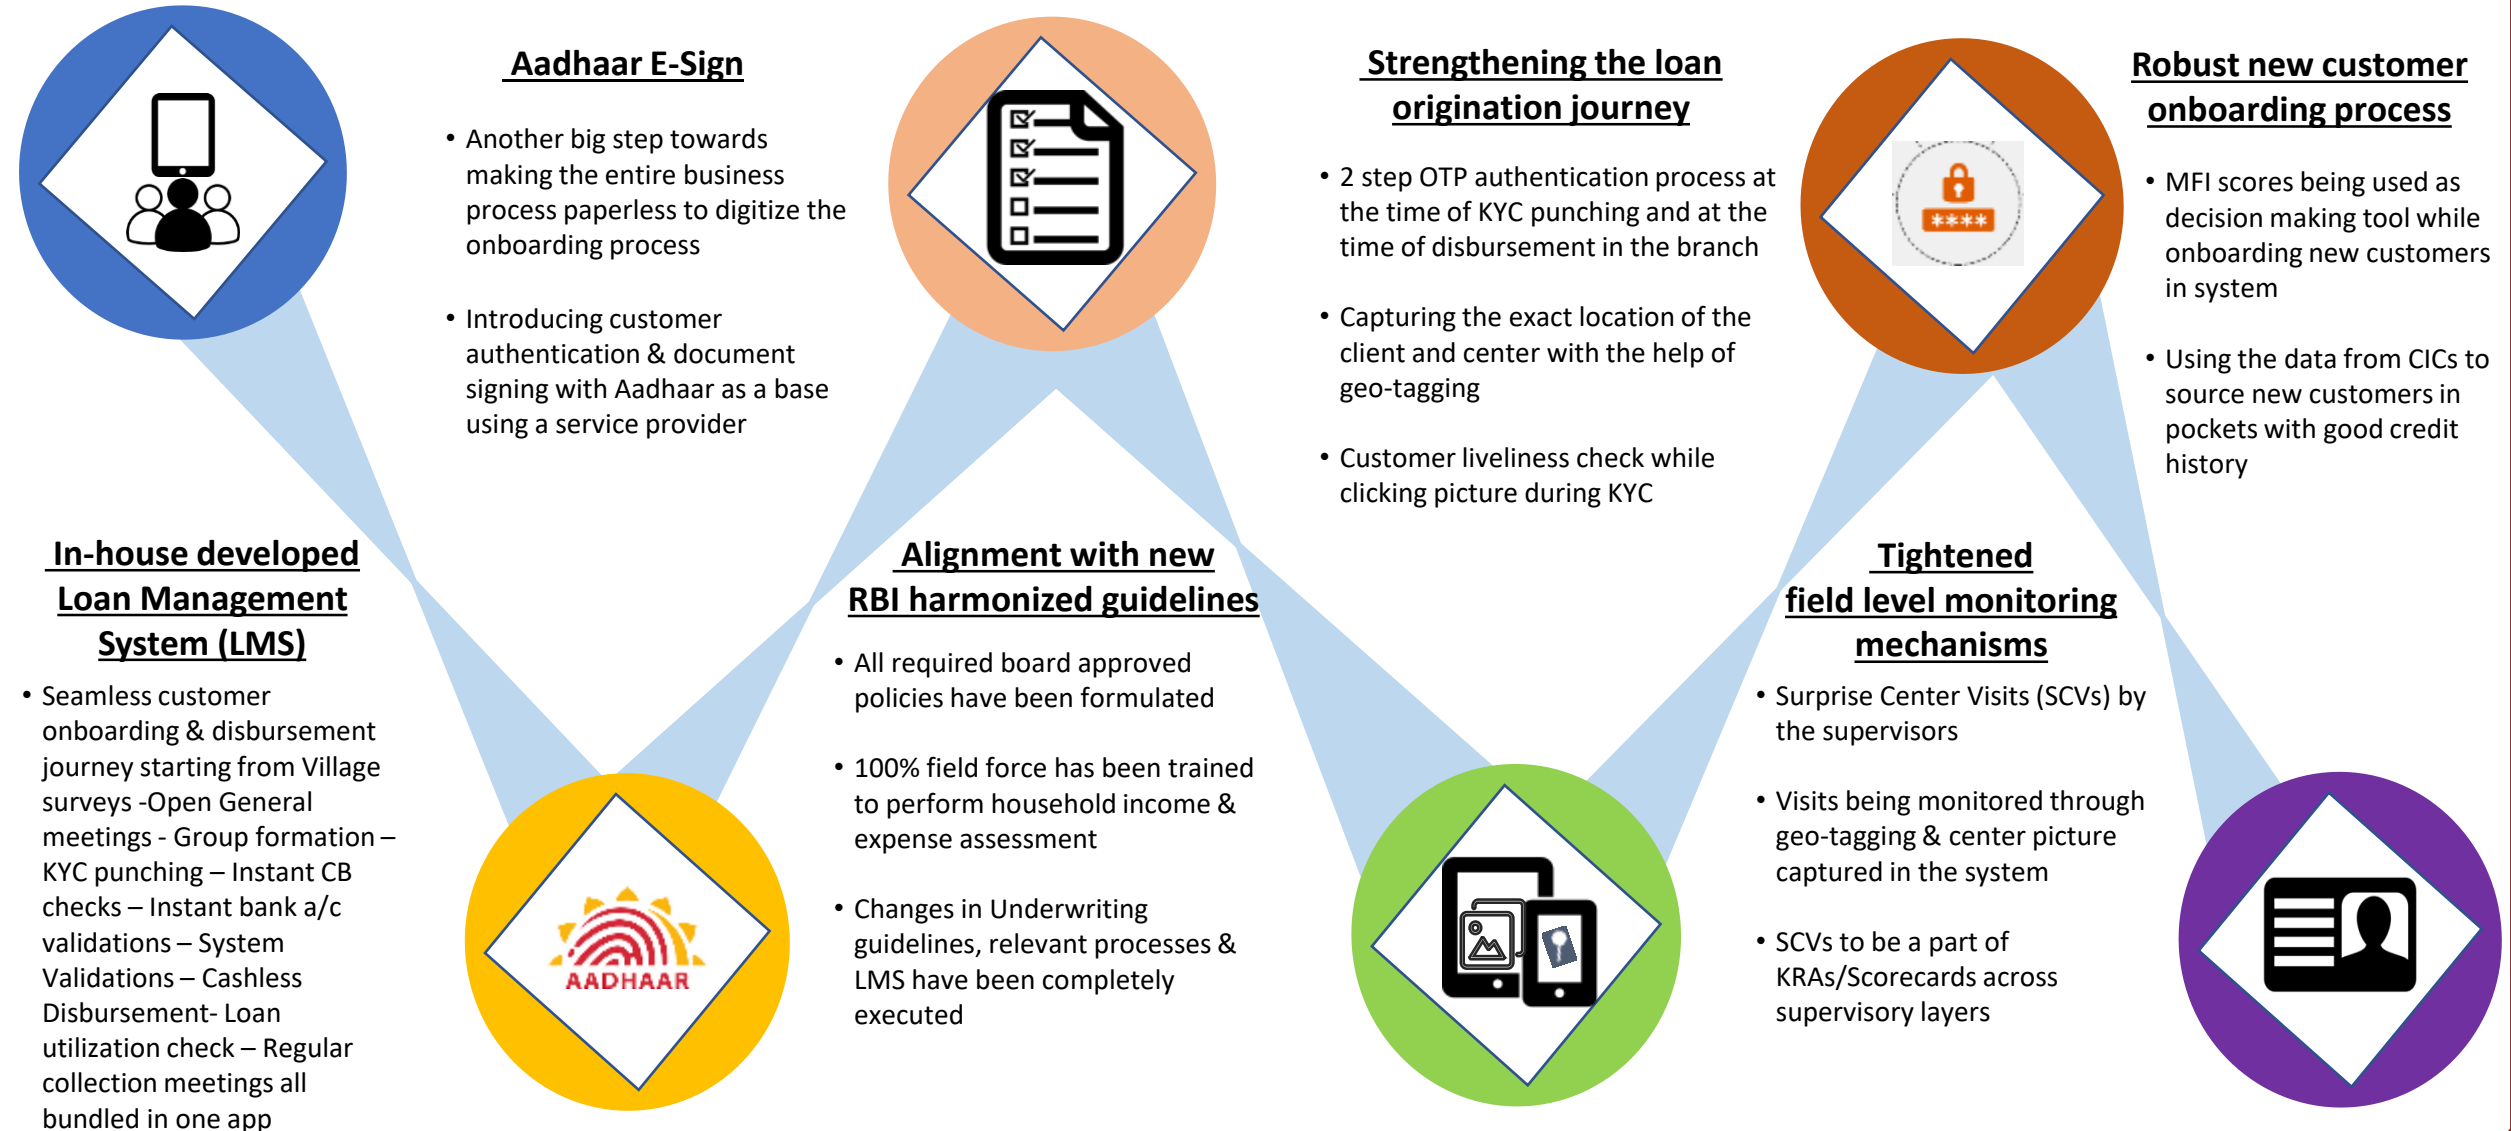 In-house developed
Loan Management
System (LMS)
• Seamless customer
onboarding & disbursement
journey starting from Village
surveys -Open General
meetings - Group formation –
KYC punching – Instant CB
checks – Instant bank a/c
validations – System
Validations – Cashless
Disbursement- Loan
utilization check – Regular
collection meetings all
bundled in one app
Aadhaar E-Sign
• Another big step towards
making the entire business
process paperless to digitize the
onboarding process
• Introducing customer
authentication & document
signing with Aadhaar as a base
using a service provider
AADHAAR
Alignment with new
RBI harmonized guidelines
• All required board approved
policies have been formulated
• 100% field force has been trained
to perform household income &
expense assessment
• Changes in Underwriting
guidelines, relevant processes &
LMS have been completely
executed
Strengthening the loan
origination journey
• 2 step OTP authentication process at
the time of KYC punching and at the
time of disbursement in the branch
• Capturing the exact location of the
client and center with the help of
geo-tagging
• Customer liveliness check while
clicking picture during KYC
****
Tightened
field level monitoring
mechanisms
• Surprise Center Visits (SCVs) by
the supervisors
• Visits being monitored through
geo-tagging & center picture
captured in the system
• SCVs to be a part of
KRAs/Scorecards across
supervisory layers
Robust new customer
onboarding process
• MFI scores being used as
decision making tool while
onboarding new customers
in system
• Using the data from CICs to
source new customers in
pockets with good credit
history